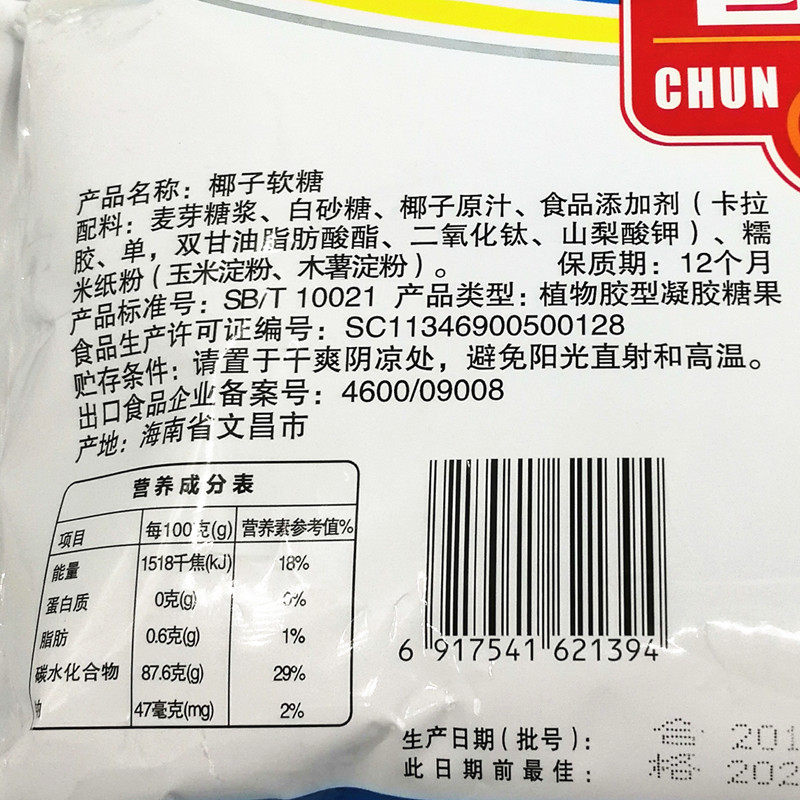 CHUN
产品名称：椰子软糖
配料：麦芽糖浆、白砂糖、椰子原汁、食品添加剂（卡拉
胶、单，双甘油脂肪酸酯、二氧化钛、山梨酸钾）、糯
米纸粉（玉米淀粉、木薯淀粉）。 保质期：12个月
产品标准号：SB/T 10021 产品类型：植物胶型凝胶糖果
食品生产许可证编号：SC11346900500128
贮存条件：请置于干爽阴凉处，避免阳光直射和高温。
出口食品企业备案号：4600/09008
产地：海南省文昌市
营养成分表
项目 每100克(g) 营养素参考值%
能量 1518千焦(kJ) 18%
蛋白质 0克(g) 0%
脂肪 0.6克(g) 1%
碳水化合物 87.6克(g) 29%
47毫克(mg) 2%
6 917541 621394
生产日期（批号）： 201
此日期前最佳： 202